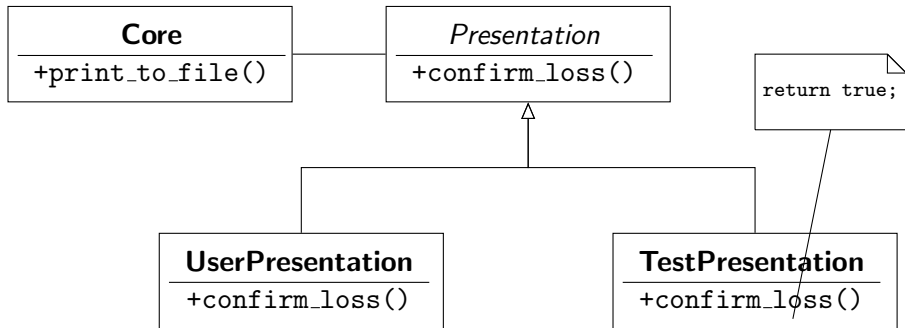 Core
+print_to_file()
Presentation
+confirm_loss()
return true;
UserPresentation
+confirm_loss()
TestPresentation
+confirm_loss()